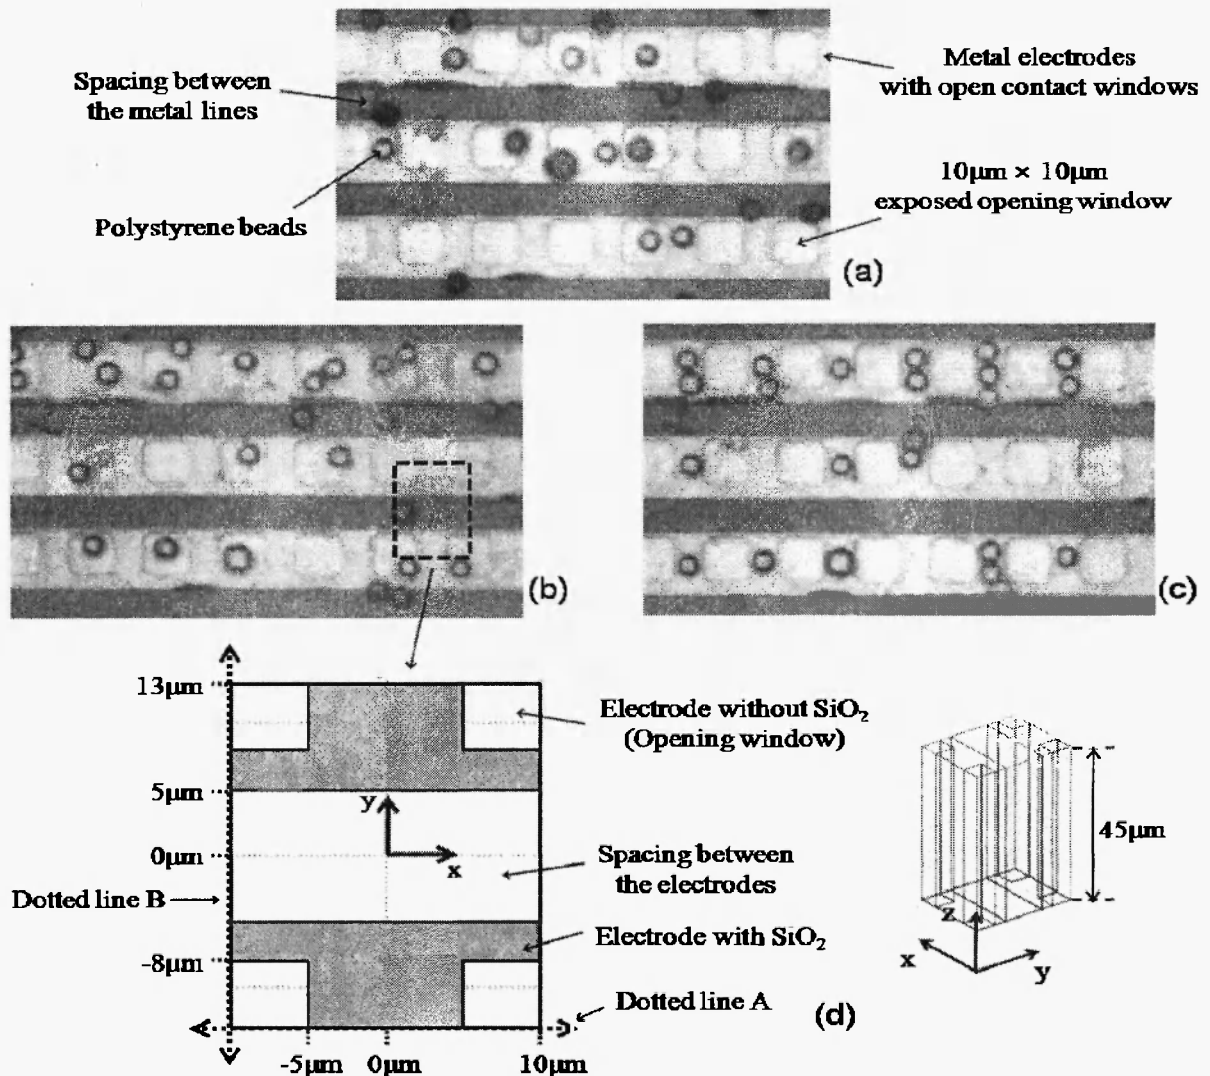 Spacing between
the metal lines
Polystyrene beads
Metal electrodes
with open contact windows
10μm × 10μm
exposed opening window
(a)
(b)
(c)
13μm
5μm
0μm
Dotted line B
-8μm
y
x
Electrode without SiO₂
(Opening window)
Spacing between
the electrodes
Electrode with SiO₂
Dotted line A
-5μm 0μm 10μm
(d)
45μm
z
x
y